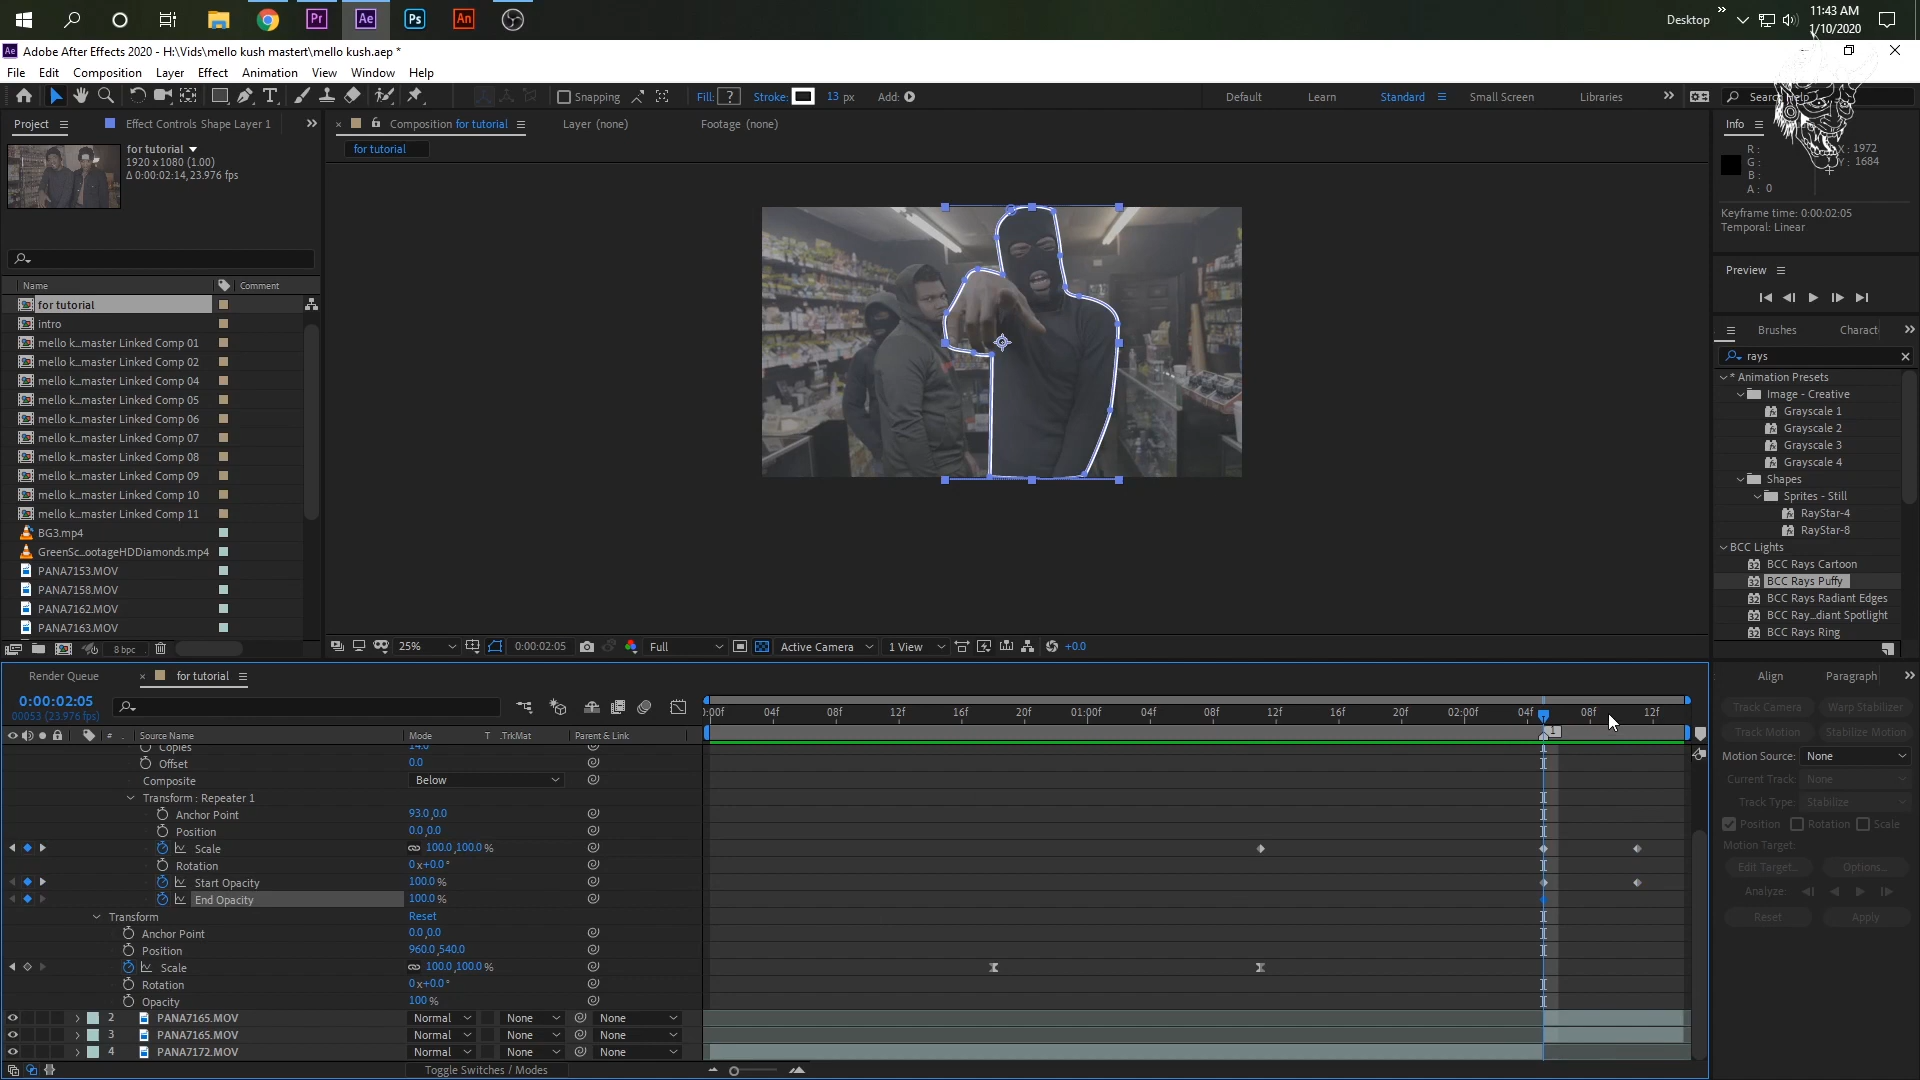 Pr
Ae
Ps
An
Desktop
11:43 AM
1/10/2020
Adobe After Effects 2020 - H:\Vids\mello kush mastert\mello kush.aep *
File Edit Composition Layer Effect Animation View Window Help
Snapping Fill: ? Stroke: 13 px Add:
Default Learn Standard Small Screen Libraries
Search Help
Project
Effect Controls Shape Layer 1
Composition for tutorial
Layer (none)
Footage (none)
for tutorial
for tutorial
1920 x 1080 (1.00)
Δ 0:00:02:14, 23.976 fps
Name Comment
for tutorial
intro
mello k...master Linked Comp 01
mello k...master Linked Comp 02
mello k...master Linked Comp 04
mello k...master Linked Comp 05
mello k...master Linked Comp 06
mello k...master Linked Comp 07
mello k...master Linked Comp 08
mello k...master Linked Comp 09
mello k...master Linked Comp 10
mello k...master Linked Comp 11
BG3.mp4
GreenSc...ootageHDDiamonds.mp4
PANA7153.MOV
PANA7158.MOV
PANA7162.MOV
PANA7163.MOV
8 bpc
25% 0:00:02:05 Full Active Camera 1 View +0.0
Info
R :
G :
B :
A : 0
X : 1972
Y : 1684
Keyframe time: 0:00:02:05
Temporal: Linear
Preview
Brushes Charact
rays
* Animation Presets
Image - Creative
Grayscale 1
Grayscale 2
Grayscale 3
Grayscale 4
Shapes
Sprites - Still
RayStar-4
RayStar-8
BCC Lights
BCC Rays Cartoon
BCC Rays Puffy
BCC Rays Radiant Edges
BCC Ray...diant Spotlight
BCC Rays Ring
Render Queue
for tutorial
0:00:02:05
00053 (23.976 fps)
:00f 04f 08f 12f 16f 20f 01:00f 04f 08f 12f 16f 20f 02:00f 04f 08f 12f
# Source Name Mode T .TrkMat Parent & Link
1
Copies 14.0
Offset 0.0
Composite Below
Transform : Repeater 1
Anchor Point 93.0,0.0
Position 0.0,0.0
Scale 100.0,100.0 %
Rotation 0x+0.0°
Start Opacity 100.0 %
End Opacity 100.0 %
Transform Reset
Anchor Point 0.0,0.0
Position 960.0,540.0
Scale 100.0,100.0 %
Rotation 0x+0.0°
Opacity 100 %
2 PANA7165.MOV Normal None None
3 PANA7165.MOV Normal None None
4 PANA7172.MOV Normal None None
Toggle Switches / Modes
Align Paragraph
Track Camera Warp Stabilizer
Track Motion Stabilize Motion
Motion Source: None
Current Track: None
Track Type: Stabilize
Position Rotation Scale
Motion Target:
Edit Target... Options...
Analyze:
Reset Apply